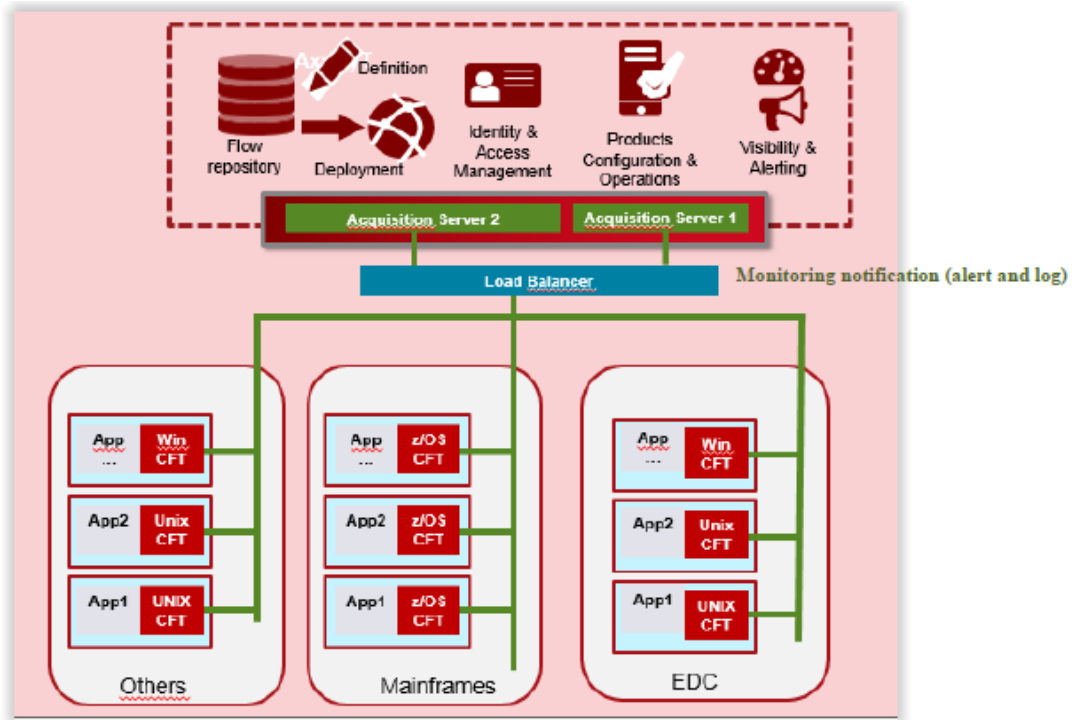 Definition
Flow
repository
Deployment
Identity &
Access
Management
Products
Configuration &
Operations
Visibility &
Alerting
Acquisition Server 2
Acquisition Server 1
Load Balancer
Monitoring notification (alert and log)
App
...
Win
CFT
App2
Unix
CFT
App1
UNIX
CFT
Others
App
...
z/OS
CFT
App2
z/OS
CFT
App1
z/OS
CFT
Mainframes
App
...
Win
CFT
App2
Unix
CFT
App1
UNIX
CFT
EDC